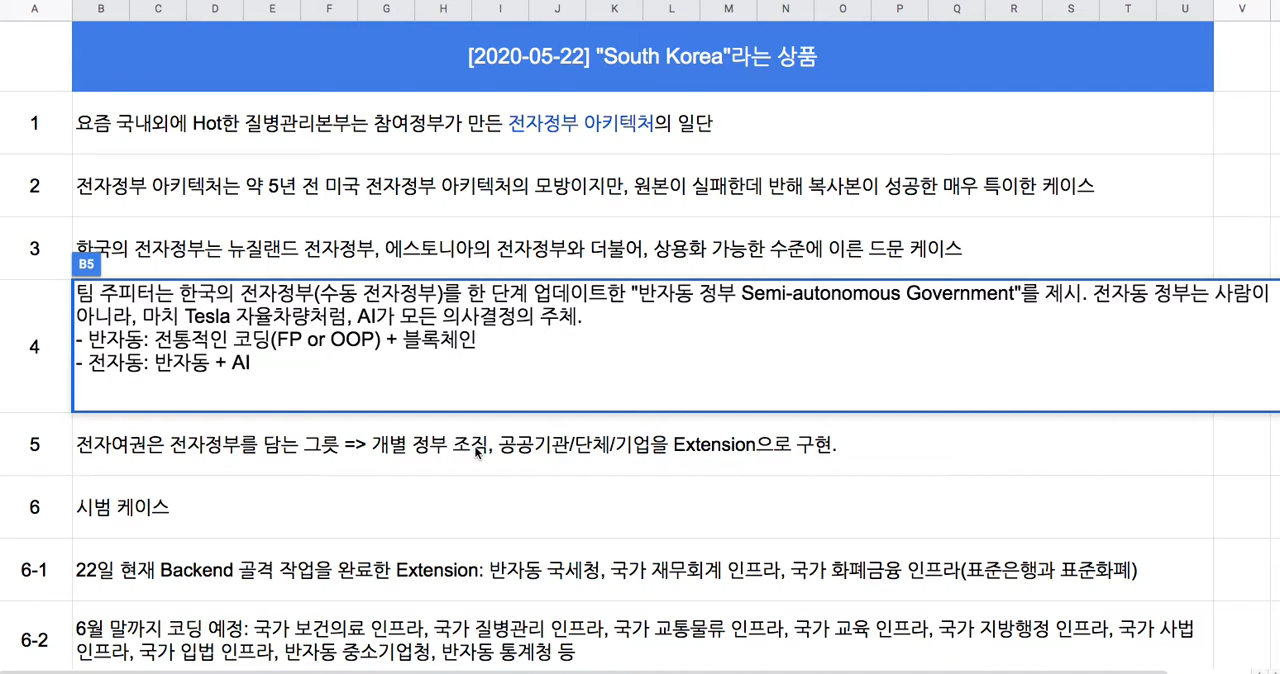 A B C D E F G H I J K L M N O P Q R S T U V
[2020-05-22] "South Korea"라는 상품
1 요즘 국내외에 Hot한 질병관리본부는 참여정부가 만든 전자정부 아키텍처의 일단
2 전자정부 아키텍처는 약 5년 전 미국 전자정부 아키텍처의 모방이지만, 원본이 실패한데 반해 복사본이 성공한 매우 특이한 케이스
3 한국의 전자정부는 뉴질랜드 전자정부, 에스토니아의 전자정부와 더불어, 상용화 가능한 수준에 이른 드문 케이스
B5
팀 주피터는 한국의 전자정부(수동 전자정부)를 한 단계 업데이트한 "반자동 정부 Semi-autonomous Government"를 제시. 전자동 정부는 사람이
아니라, 마치 Tesla 자율차량처럼, AI가 모든 의사결정의 주체.
4 - 반자동: 전통적인 코딩(FP or OOP) + 블록체인
- 전자동: 반자동 + AI
5 전자여권은 전자정부를 담는 그릇 => 개별 정부 조직, 공공기관/단체/기업을 Extension으로 구현.
6 시범 케이스
6-1 22일 현재 Backend 골격 작업을 완료한 Extension: 반자동 국세청, 국가 재무회계 인프라, 국가 화폐금융 인프라(표준은행과 표준화폐)
6-2 6월 말까지 코딩 예정: 국가 보건의료 인프라, 국가 질병관리 인프라, 국가 교통물류 인프라, 국가 교육 인프라, 국가 지방행정 인프라, 국가 사법
인프라, 국가 입법 인프라, 반자동 중소기업청, 반자동 통계청 등